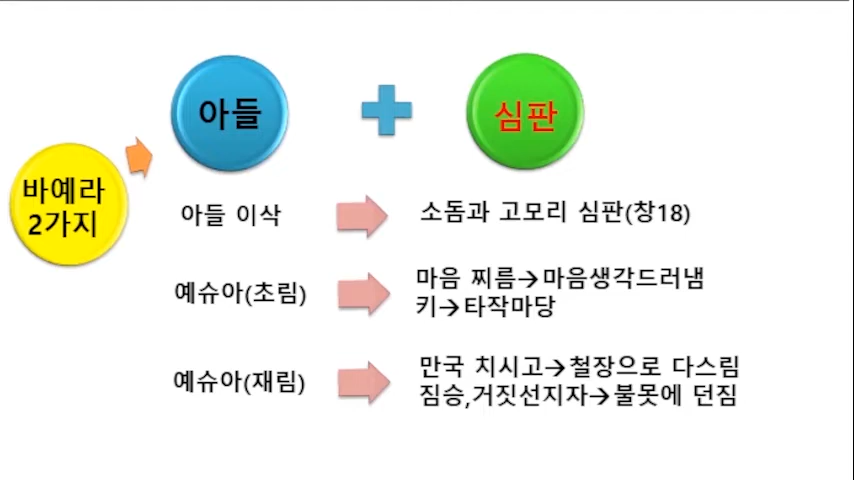 아들
심판
바예라
2가지
아들 이삭
소돔과 고모리 심판(창18)
예슈아(초림)
마음 찌름→마음생각드러냄
키→타작마당
예슈아(재림)
만국 치시고→철장으로 다스림
짐승,거짓선지자→불못에 던짐